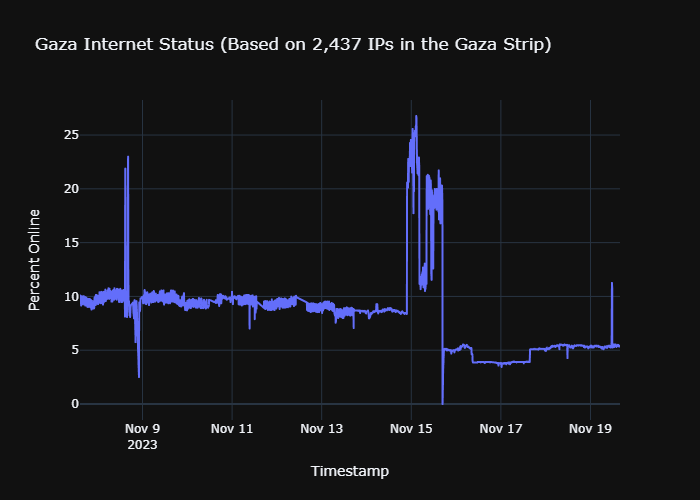 Gaza Internet Status (Based on 2,437 IPs in the Gaza Strip)
Percent Online
25
20
15
10
5
0
Nov 9
2023
Nov 11
Nov 13
Nov 15
Nov 17
Nov 19
Timestamp